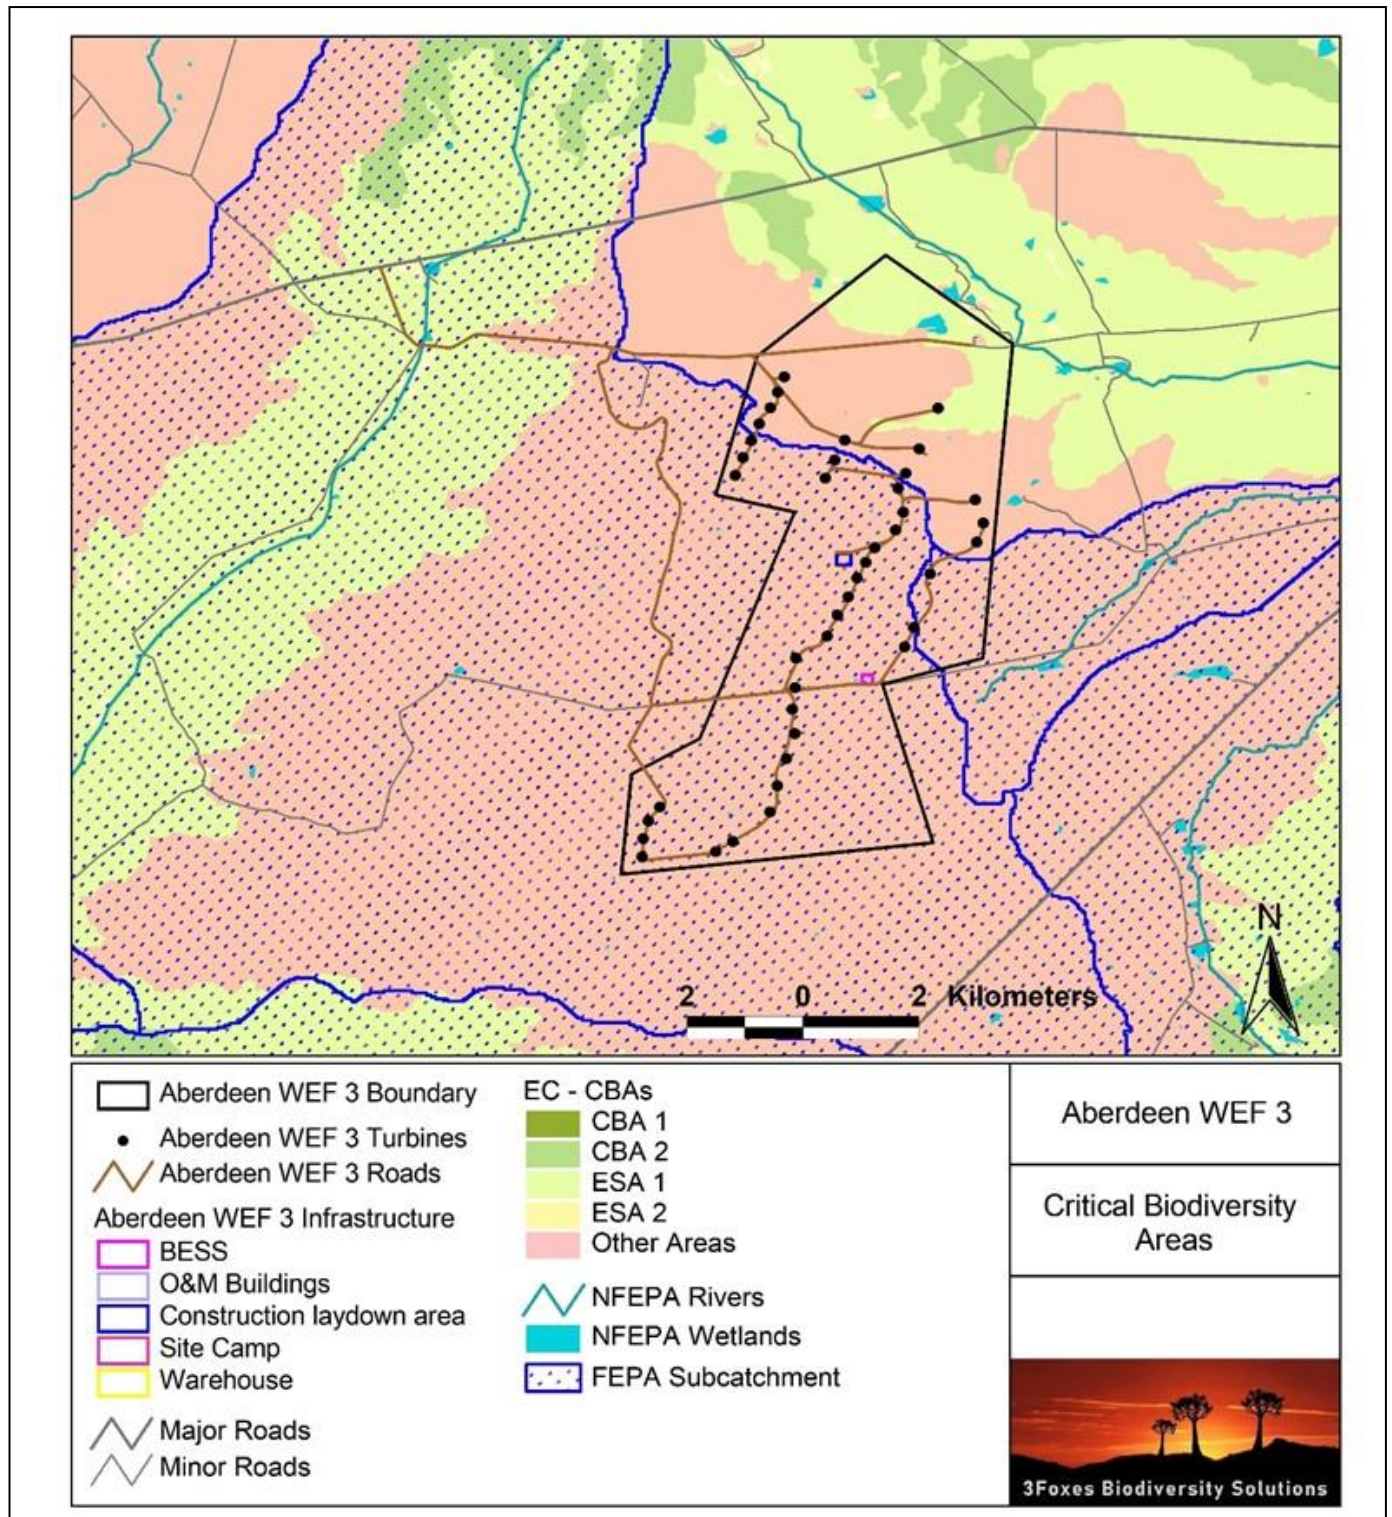 N
2 0 2 Kilometers
Aberdeen WEF 3 Boundary
Aberdeen WEF 3 Turbines
Aberdeen WEF 3 Roads
Aberdeen WEF 3 Infrastructure
BESS
O&M Buildings
Construction laydown area
Site Camp
Warehouse
Major Roads
Minor Roads
EC - CBAs
CBA 1
CBA 2
ESA 1
ESA 2
Other Areas
NFEPA Rivers
NFEPA Wetlands
FEPA Subcatchment
Aberdeen WEF 3
Critical Biodiversity
Areas
3Foxes Biodiversity Solutions